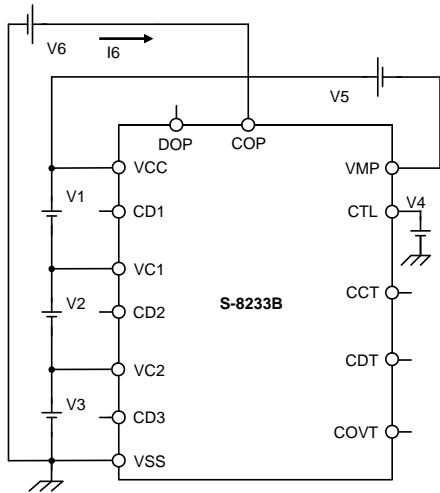 V6
I6
V5
DOP
COP
VCC
VMP
V1
CD1
CTL
V4
VC1
V2
CD2
S-8233B
CCT
VC2
CDT
V3
CD3
COVT
VSS